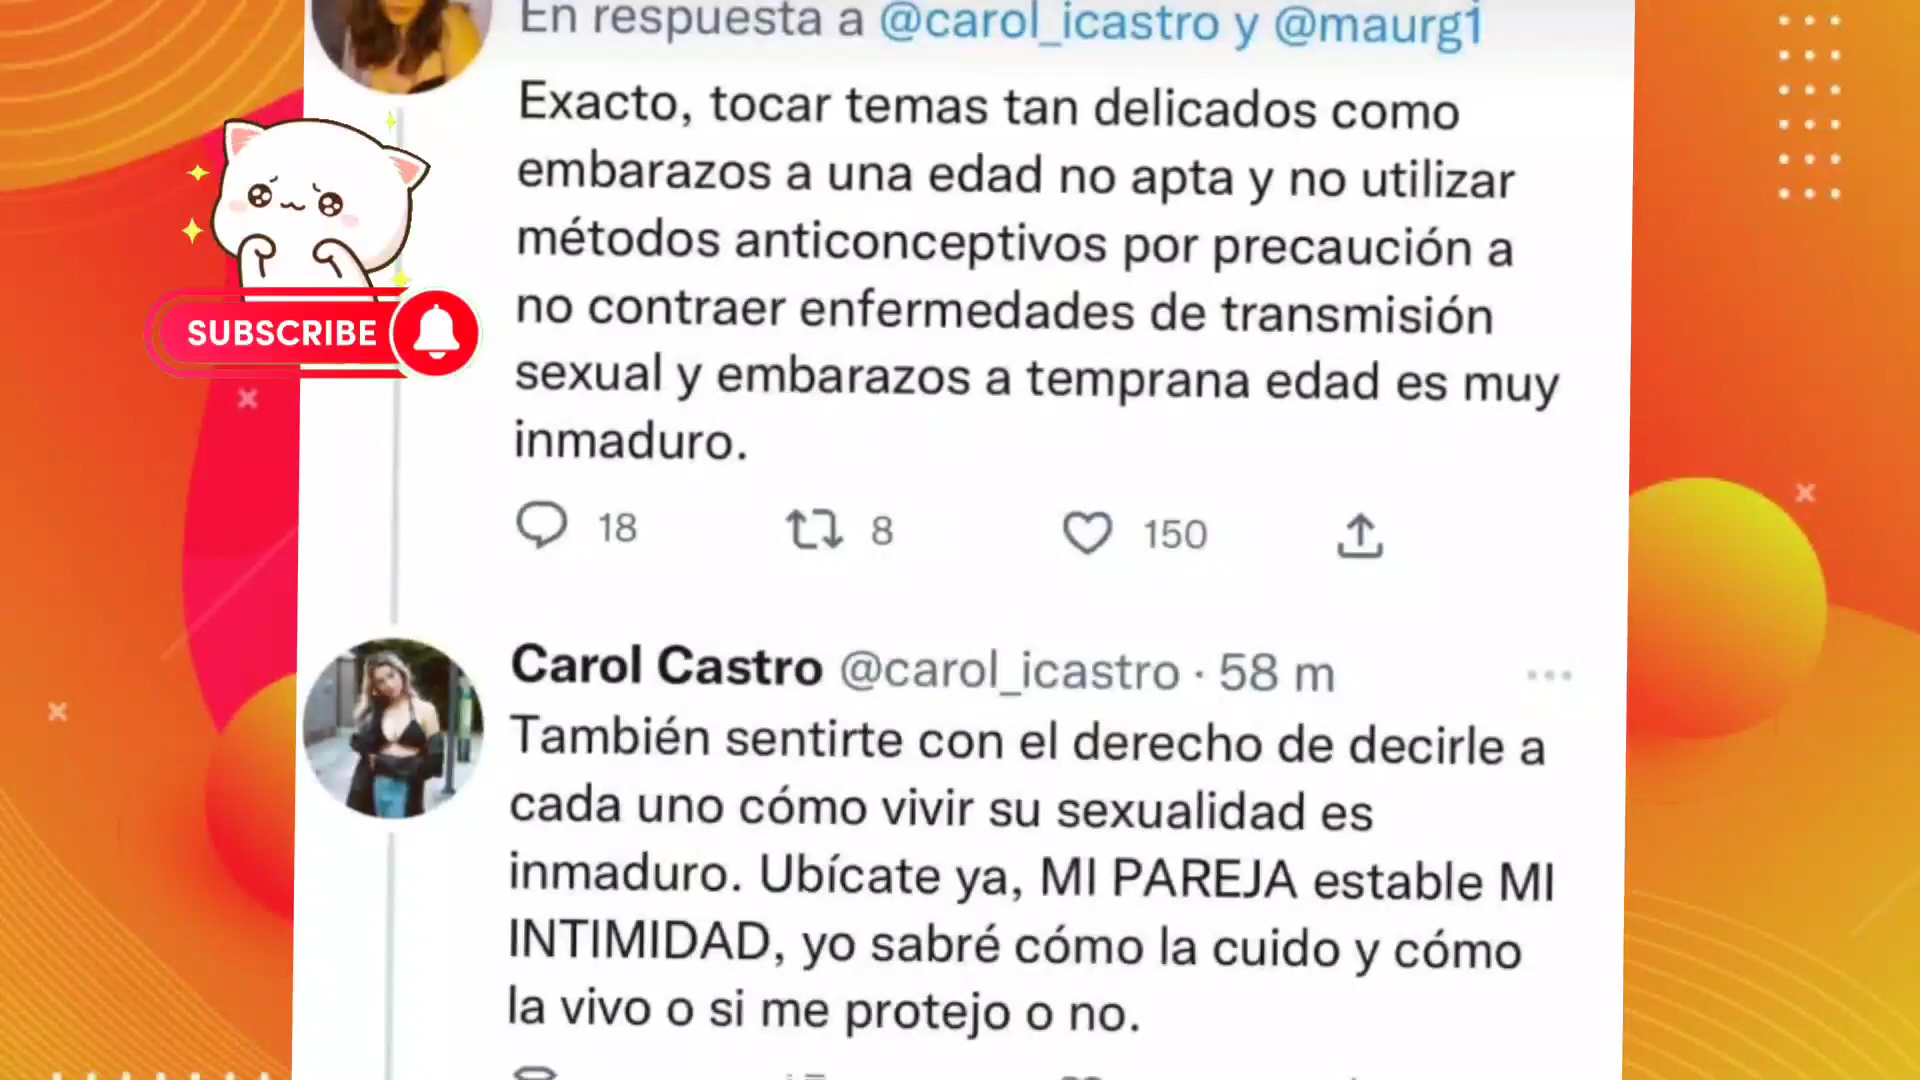 En respuesta a @carol_icastro y @maurg1
Exacto, tocar temas tan delicados como
embarazos a una edad no apta y no utilizar
métodos anticonceptivos por precaución a
no contraer enfermedades de transmisión
sexual y embarazos a temprana edad es muy
inmaduro.
SUBSCRIBE
18 8 150
Carol Castro @carol_icastro · 58 m
También sentirte con el derecho de decirle a
cada uno cómo vivir su sexualidad es
inmaduro. Ubícate ya, MI PAREJA estable MI
INTIMIDAD, yo sabré cómo la cuido y cómo
la vivo o si me protejo o no.